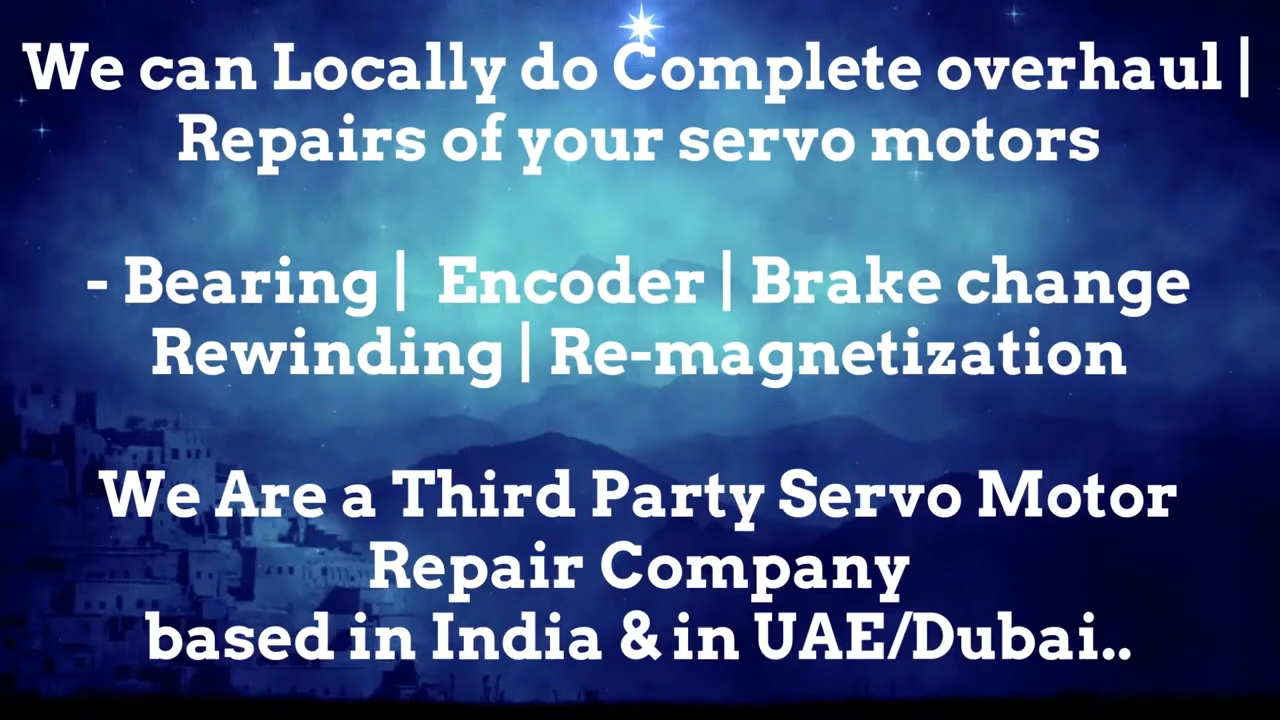 We can Locally do Complete overhaul |
Repairs of your servo motors
- Bearing | Encoder | Brake change
Rewinding | Re-magnetization
We Are a Third Party Servo Motor
Repair Company
based in India & in UAE/Dubai..